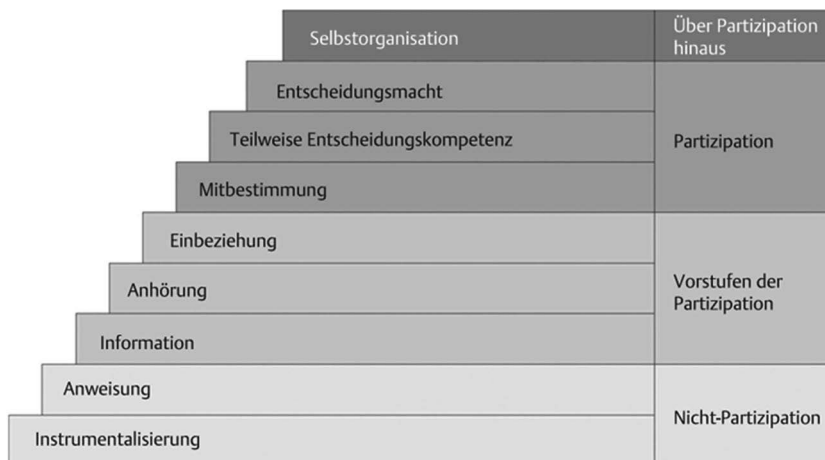 Selbstorganisation
Über Partizipation
hinaus
Entscheidungsmacht
Teilweise Entscheidungskompetenz
Partizipation
Mitbestimmung
Einbeziehung
Anhörung
Vorstufen der
Partizipation
Information
Anweisung
Nicht-Partizipation
Instrumentalisierung